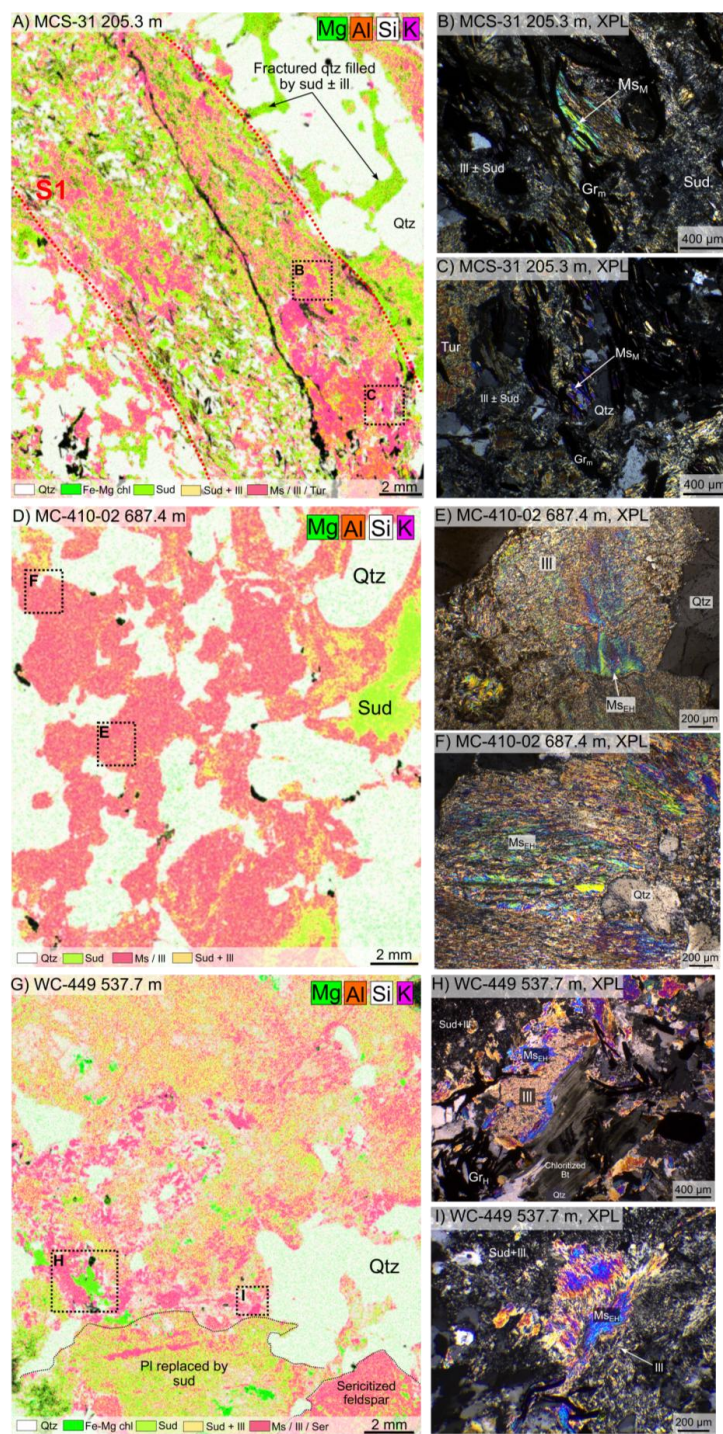 A) MCS-31 205.3 m
Mg Al Si K
Fractured qtz filled
by sud ± ill
S1
Qtz
B
C
Qtz Fe-Mg chl Sud Sud + Ill Ms / Ill / Tur
2 mm
B) MCS-31 205.3 m, XPL
MsM
Ill ± Sud
Grm
Sud
400 µm
C) MCS-31 205.3 m, XPL
Tur
MsM
Ill ± Sud
Qtz
Grm
400 µm
D) MC-410-02 687.4 m
Mg Al Si K
F
Qtz
Sud
E
Qtz Sud Ms / Ill Sud + Ill
2 mm
E) MC-410-02 687.4 m, XPL
Ill
Qtz
MsEH
200 µm
F) MC-410-02 687.4 m, XPL
MsEH
Qtz
200 µm
G) WC-449 537.7 m
Mg Al Si K
Qtz
H
I
Pl replaced by
sud
Sericitized
feldspar
Qtz Fe-Mg chl Sud Sud + Ill Ms / Ill / Ser
2 mm
H) WC-449 537.7 m, XPL
Sud+Ill
MsEH
Ill
Chloritized
Bt
GrH
Qtz
400 µm
I) WC-449 537.7 m, XPL
Sud+Ill
MsEH
Ill
200 µm